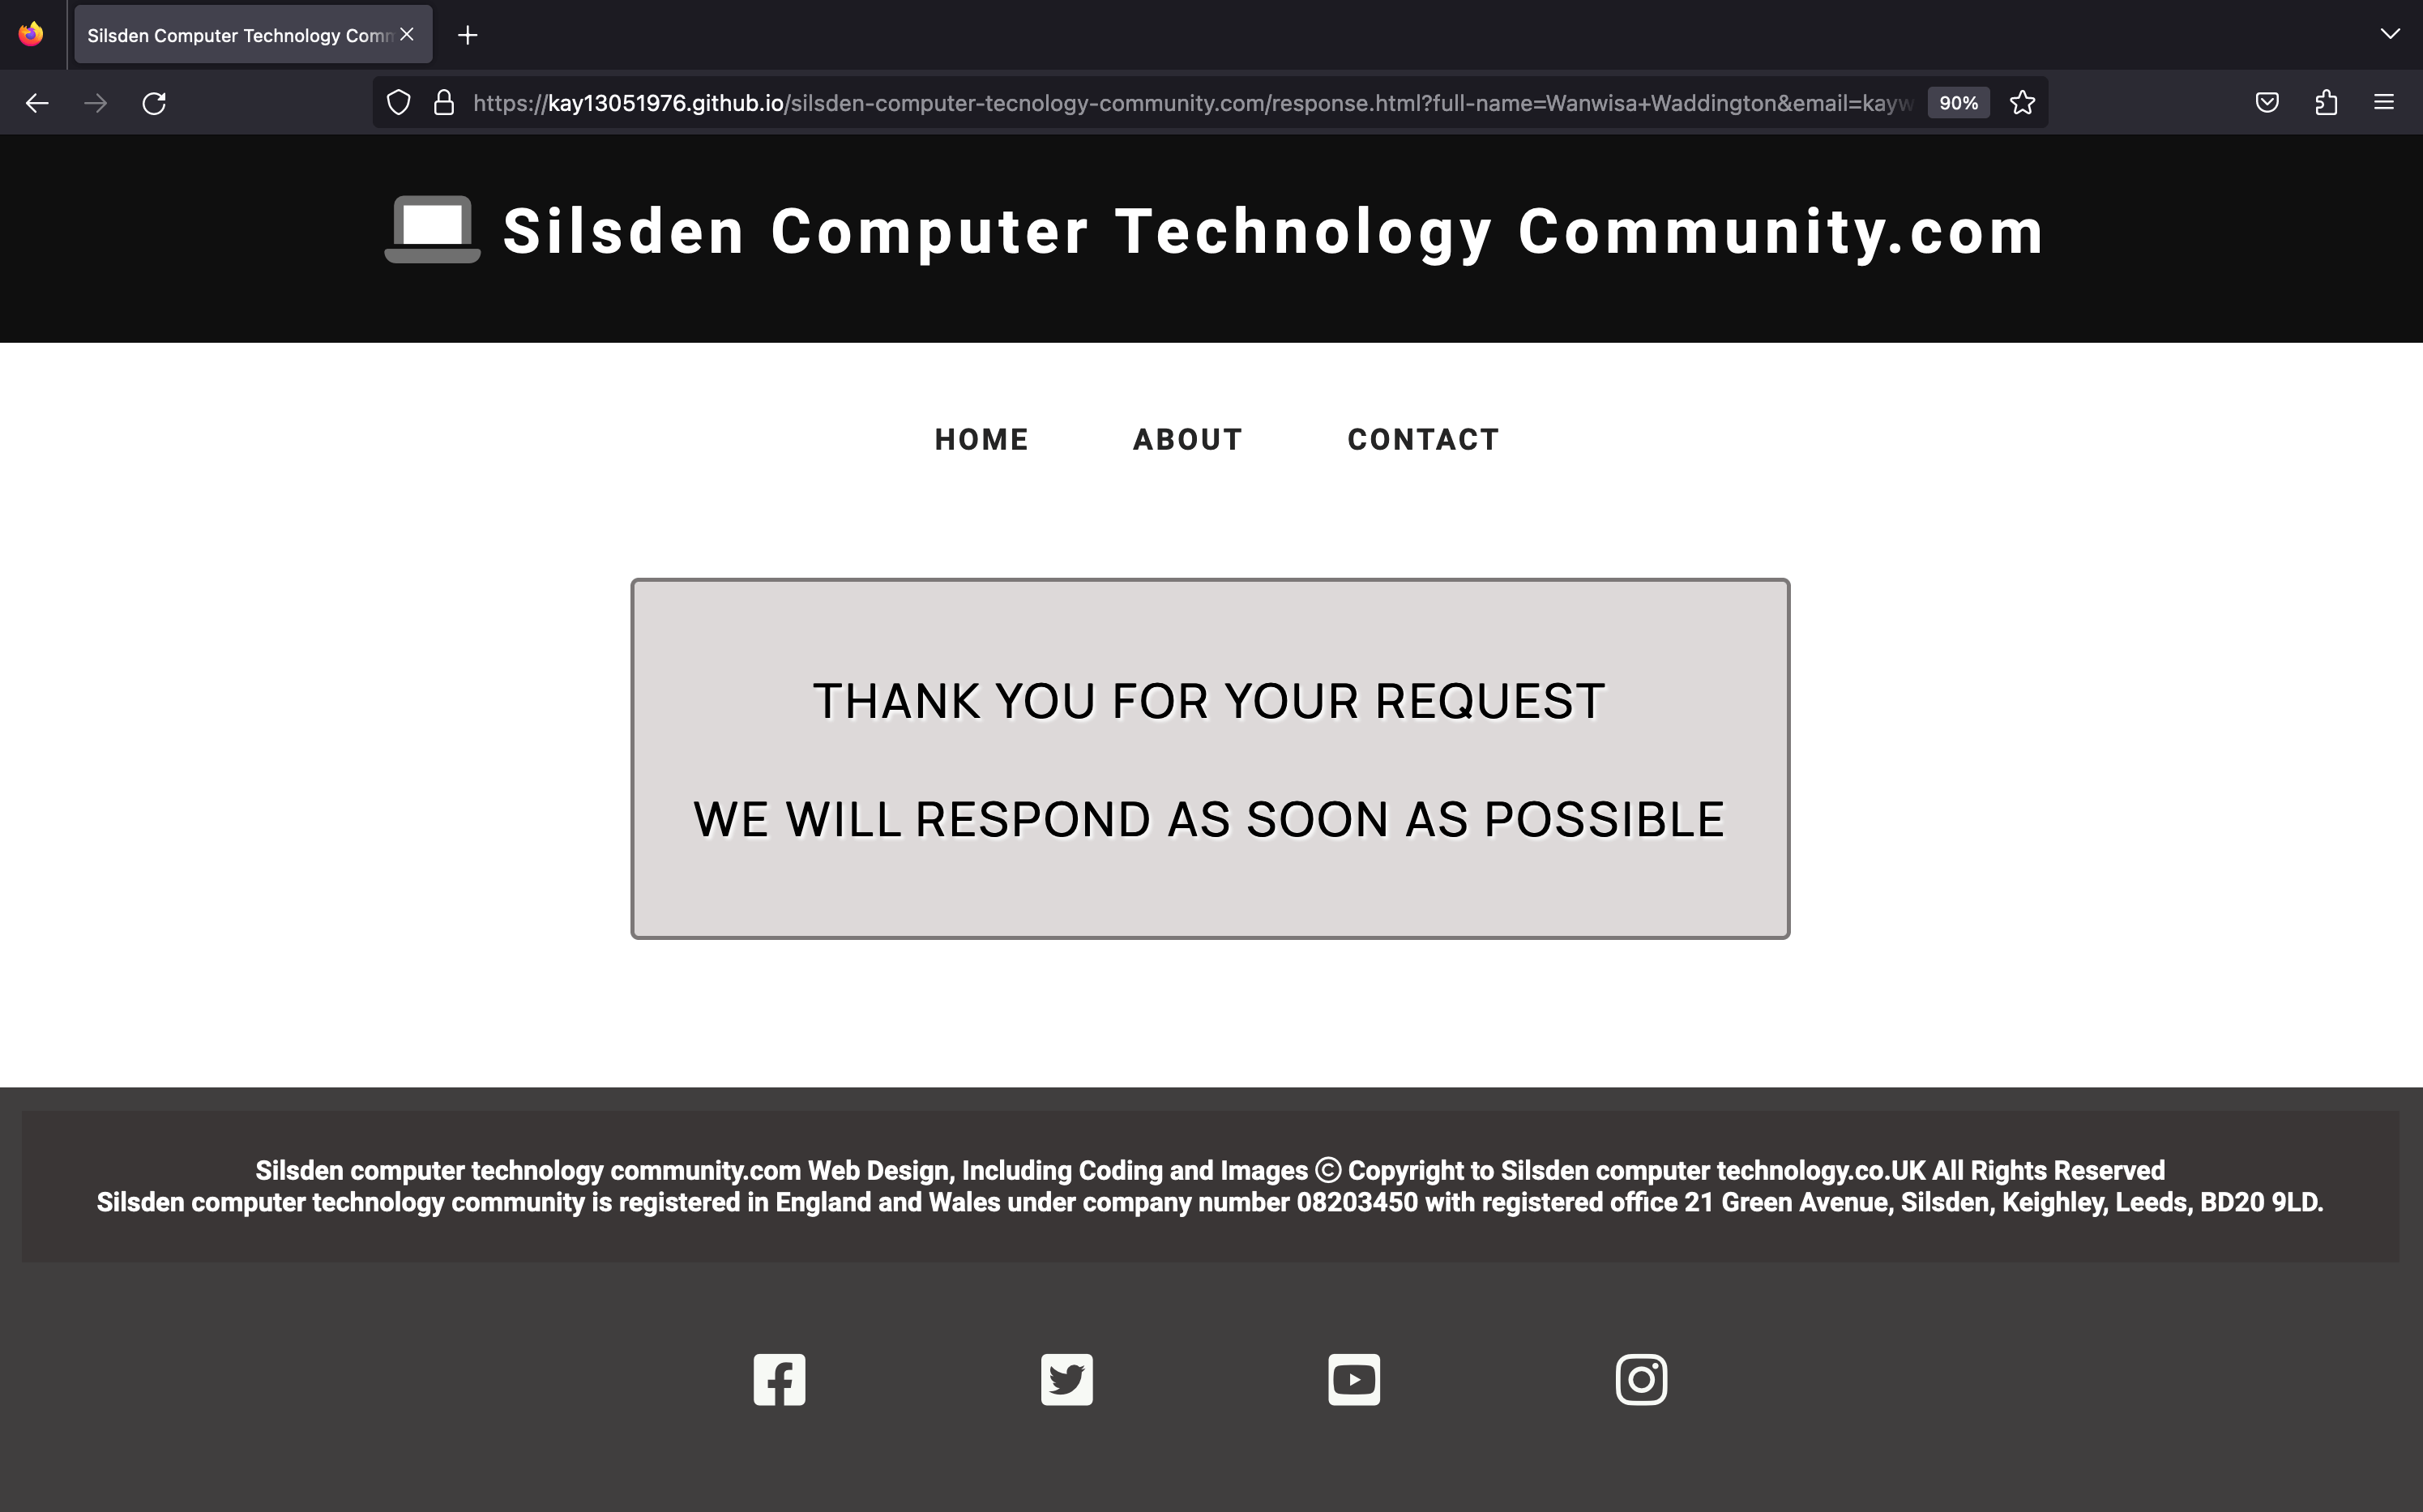 Silsden Computer Technology Comm
https://kay13051976.github.io/silsden-computer-tecnology-community.com/response.html?full-name=Wanwisa+Waddington&email=kayw
90%
Silsden Computer Technology Community.com
HOME ABOUT CONTACT
THANK YOU FOR YOUR REQUEST
WE WILL RESPOND AS SOON AS POSSIBLE
Silsden computer technology community.com Web Design, Including Coding and Images © Copyright to Silsden computer technology.co.UK All Rights Reserved
Silsden computer technology community is registered in England and Wales under company number 08203450 with registered office 21 Green Avenue, Silsden, Keighley, Leeds, BD20 9LD.